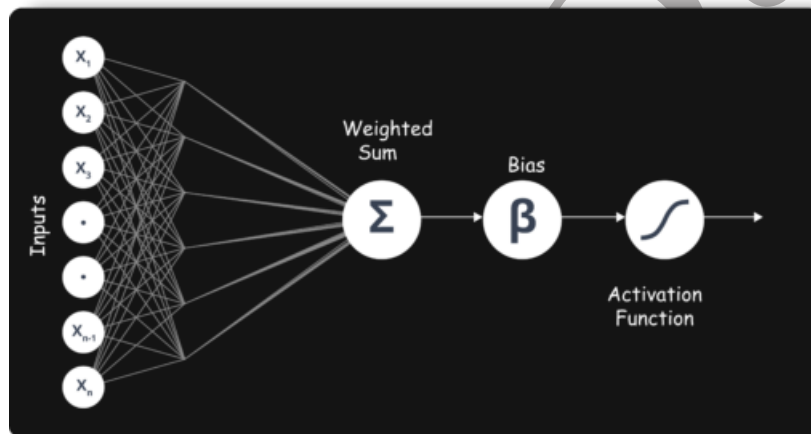 X₁
X₂
X₃
•
•
Xₙ₋₁
Xₙ
Inputs
Weighted
Sum
Σ
Bias
β
Activation
Function